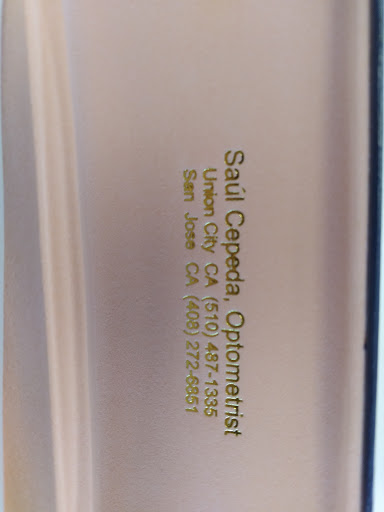 Saúl Cepeda, Optometrist
Union City CA (510) 487-1335
San Jose CA (408) 272-6851